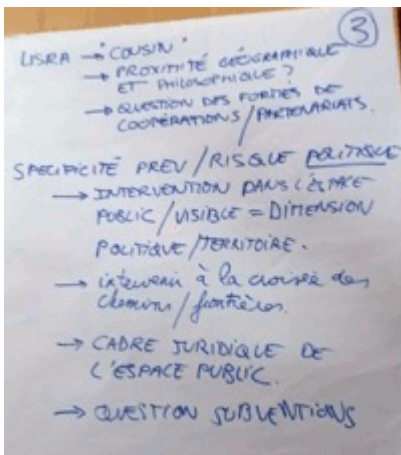 3
LISRA → "COUSIN"
→ PROXIMITÉ GÉOGRAPHIQUE
ET PHILOSOPHIQUE ?
→ QUESTION DES FORMES DE
COOPÉRATIONS / PARTENARIATS.
SPECIFICITÉ PREV / RISQUE POLITIQUE
→ INTERVENTION DANS L'ESPACE
PUBLIC / VISIBLE = DIMENSION
POLITIQUE / TERRITOIRE.
→ intervenir à la croisée des
chemins / frontières.
→ CADRE JURIDIQUE DE
L'ESPACE PUBLIC.
→ QUESTION SUBVENTIONS